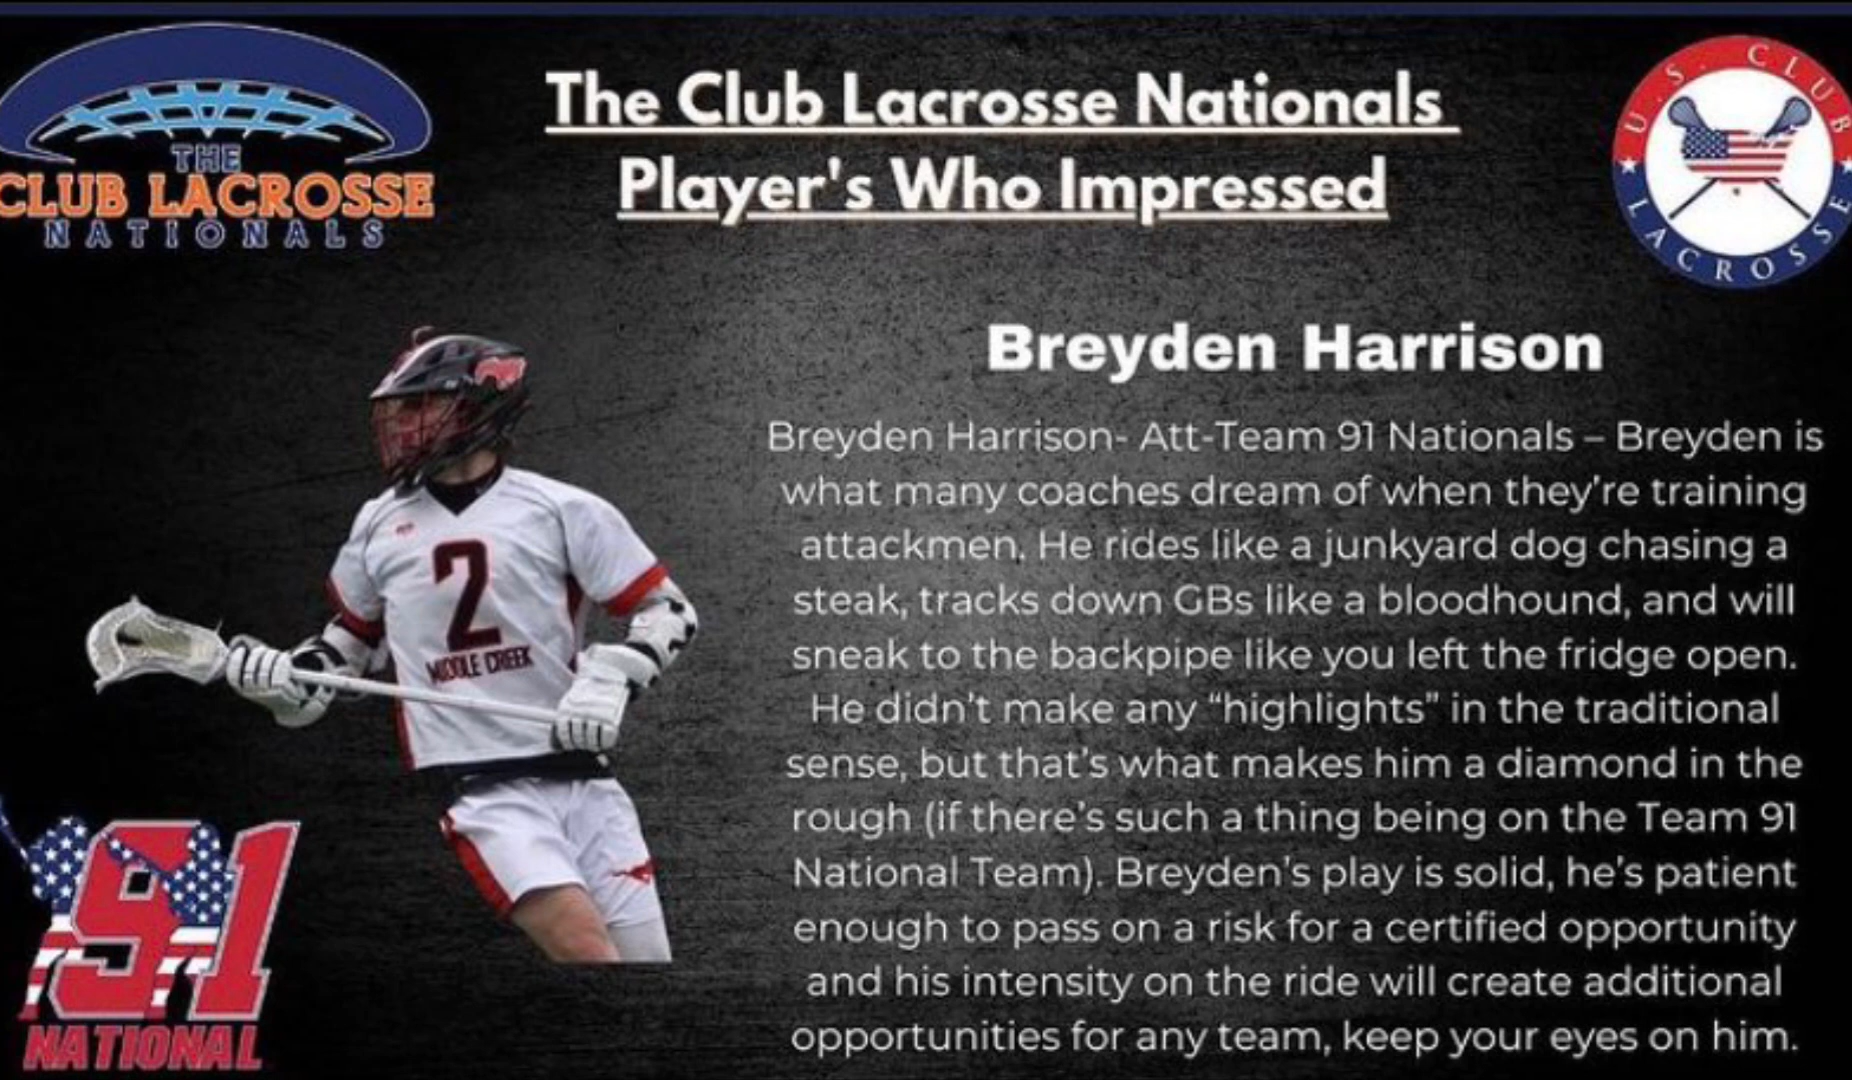 THE
CLUB LACROSSE
NATIONALS
The Club Lacrosse Nationals
Player's Who Impressed
U.S. CLUB
LACROSSE
Breyden Harrison
Breyden Harrison- Att-Team 91 Nationals – Breyden is
what many coaches dream of when they’re training
attackmen. He rides like a junkyard dog chasing a
steak, tracks down GBs like a bloodhound, and will
sneak to the backpipe like you left the fridge open.
He didn’t make any “highlights” in the traditional
sense, but that’s what makes him a diamond in the
rough (if there’s such a thing being on the Team 91
National Team). Breyden’s play is solid, he’s patient
enough to pass on a risk for a certified opportunity
and his intensity on the ride will create additional
opportunities for any team, keep your eyes on him.
2
MIDDLE CREEK
91
NATIONAL